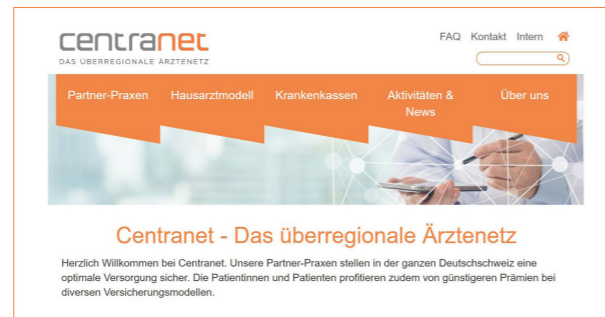 centranet
DAS ÜBERREGIONALE ÄRZTENETZ
FAQ Kontakt Intern
Partner-Praxen Hausarztmodell Krankenkassen Aktivitäten & News Über uns
Centranet - Das überregionale Ärztenetz
Herzlich Willkommen bei Centranet. Unsere Partner-Praxen stellen in der ganzen Deutschschweiz eine
optimale Versorgung sicher. Die Patientinnen und Patienten profitieren zudem von günstigeren Prämien bei
diversen Versicherungsmodellen.